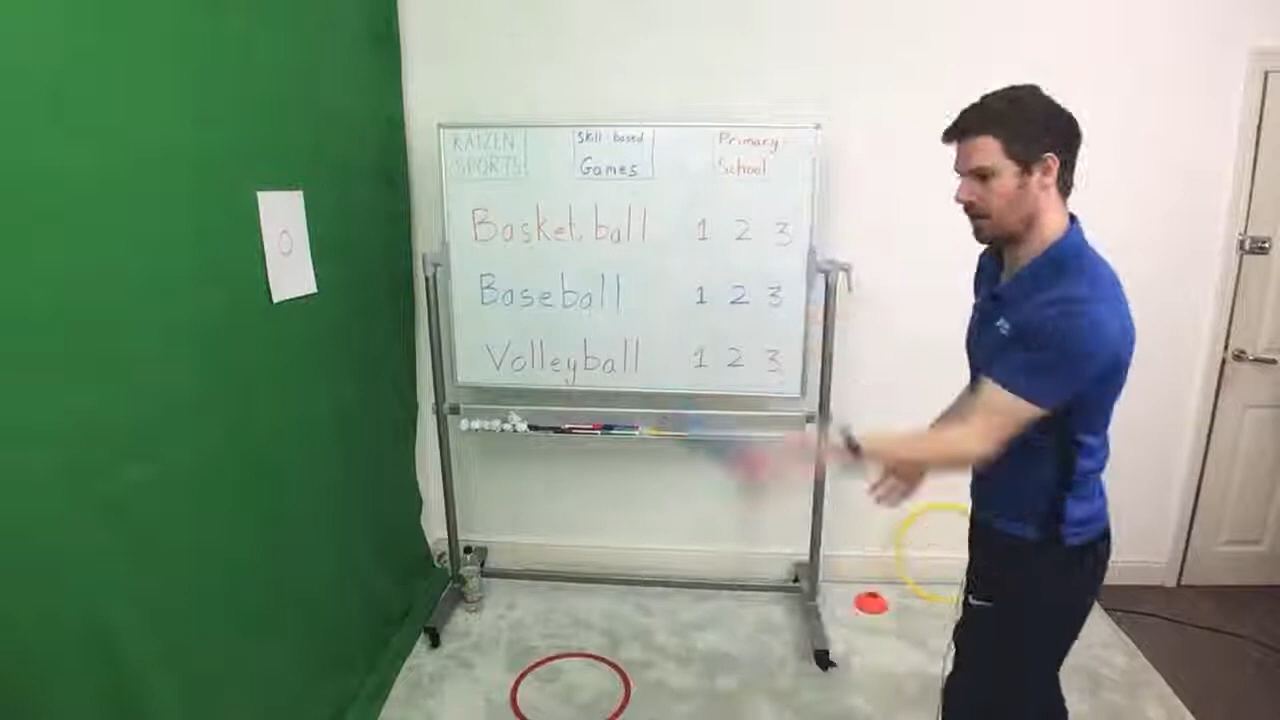 KAIZEN
SPORTS
Skill-based
Games
Primary
School
Basketball 1 2 3
Baseball 1 2 3
Volleyball 1 2 3
0